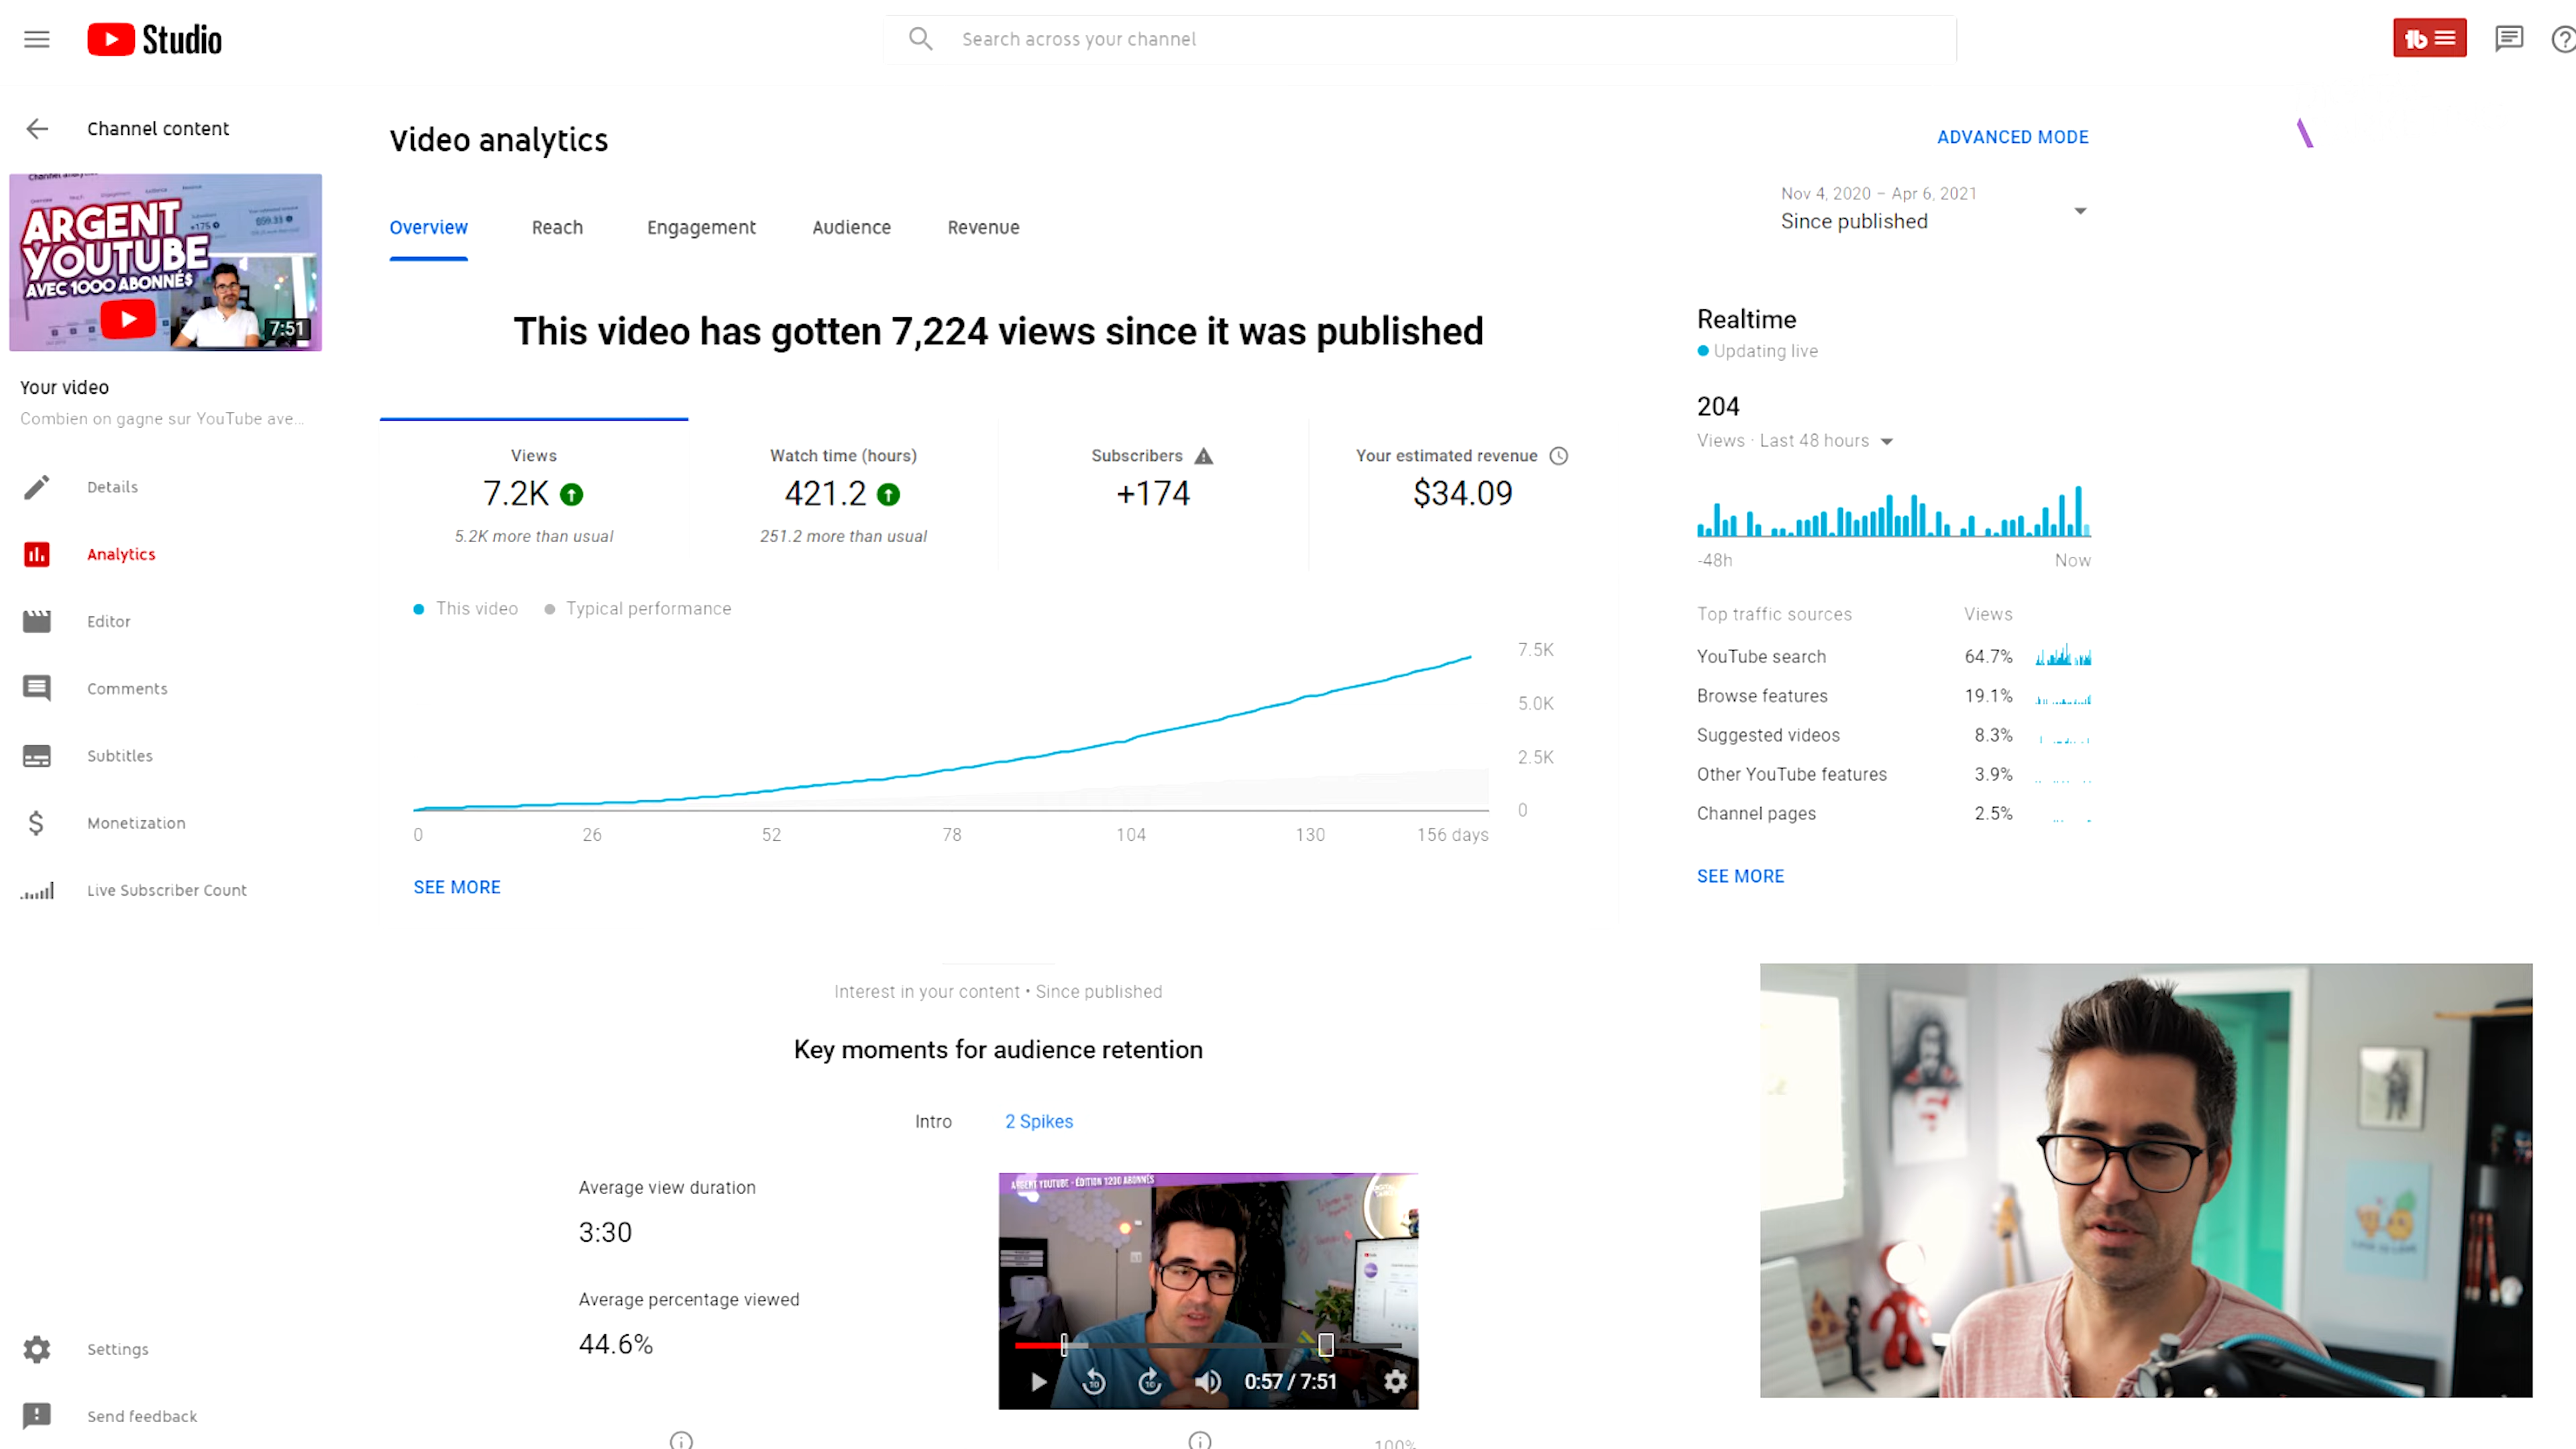 Studio
Search across your channel
Channel content
ARGENT
YOUTUBE
AVEC 1000 ABONNÉS
7:51
Your video
Combien on gagne sur YouTube ave...
Details
Analytics
Editor
Comments
Subtitles
Monetization
Live Subscriber Count
Settings
Send feedback
Video analytics
ADVANCED MODE
Nov 4, 2020 – Apr 6, 2021
Since published
Overview
Reach
Engagement
Audience
Revenue
This video has gotten 7,224 views since it was published
Views
7.2K
5.2K more than usual
Watch time (hours)
421.2
251.2 more than usual
Subscribers
+174
Your estimated revenue
$34.09
This video
Typical performance
7.5K
5.0K
2.5K
0
0
26
52
78
104
130
156 days
SEE MORE
Realtime
Updating live
204
Views · Last 48 hours
-48h
Now
Top traffic sources
Views
YouTube search
64.7%
Browse features
19.1%
Suggested videos
8.3%
Other YouTube features
3.9%
Channel pages
2.5%
SEE MORE
Interest in your content • Since published
Key moments for audience retention
Intro
2 Spikes
Average view duration
3:30
Average percentage viewed
44.6%
ARGENT YOUTUBE - ÉDITION 1200 ABONNÉS
0:57 / 7:51
100%